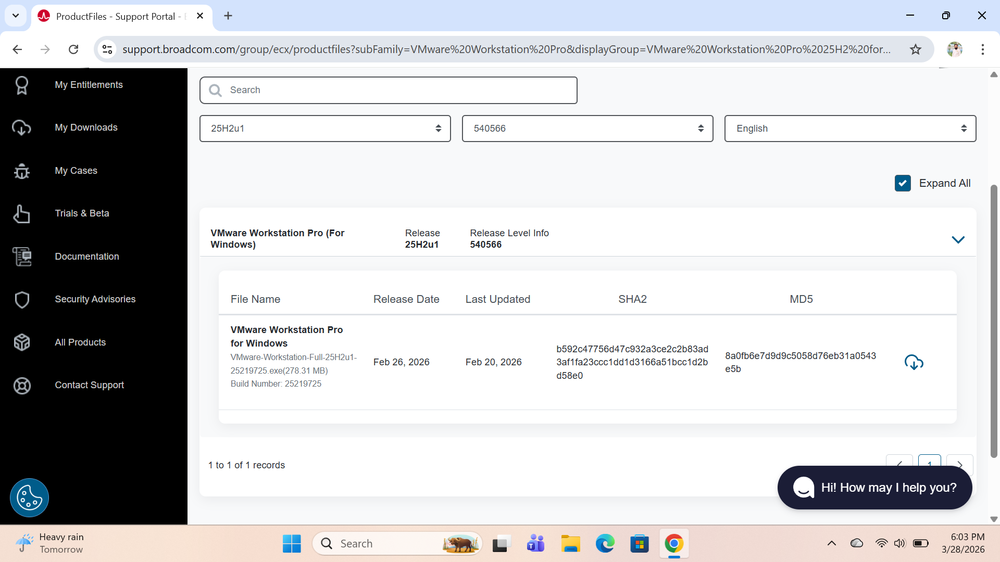 ProductFiles - Support Portal -
support.broadcom.com/group/ecx/productfiles?subFamily=VMware%20Workstation%20Pro&displayGroup=VMware%20Workstation%20Pro%2025H2%20for...
My Entitlements
My Downloads
My Cases
Trials & Beta
Documentation
Security Advisories
All Products
Contact Support
Search
25H2u1
540566
English
Expand All
VMware Workstation Pro (For
Windows)
Release
25H2u1
Release Level Info
540566
File Name
Release Date
Last Updated
SHA2
MD5
VMware Workstation Pro
for Windows
VMware-Workstation-Full-25H2u1-
25219725.exe(278.31 MB)
Build Number: 25219725
Feb 26, 2026
Feb 20, 2026
b592c47756d47c932a3ce2c2b83ad
3af1fa23ccc1dd1d3166a51bcc1d2b
d58e0
8a0fb6e7d9d9c5058d76eb31a0543
e5b
1 to 1 of 1 records
1
Hi! How may I help you?
Heavy rain
Tomorrow
Search
6:03 PM
3/28/2026